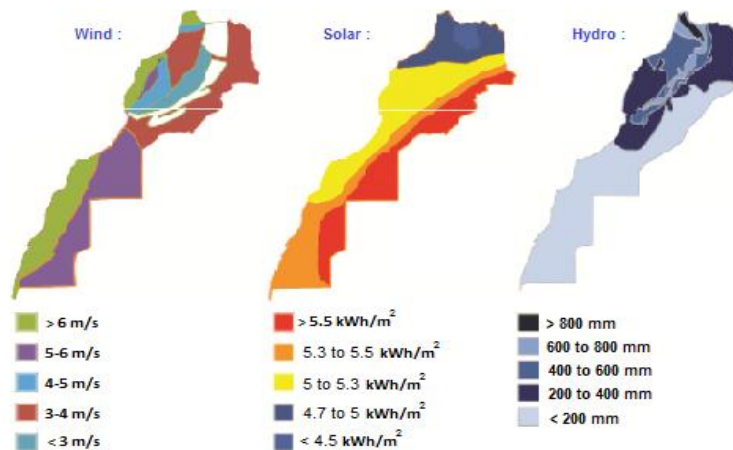 Wind :
> 6 m/s
5-6 m/s
4-5 m/s
3-4 m/s
< 3 m/s
Solar :
> 5.5 kWh/m²
5.3 to 5.5 kWh/m²
5 to 5.3 kWh/m²
4.7 to 5 kWh/m²
< 4.5 kWh/m²
Hydro :
> 800 mm
600 to 800 mm
400 to 600 mm
200 to 400 mm
< 200 mm